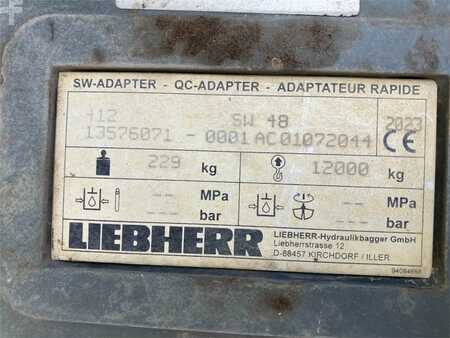 SW-ADAPTER - QC-ADAPTER - ADAPTATEUR RAPIDE
412 SW 48 2023
13576071 - 0001 AC01072044 CE
229 kg 12000 kg
-- MPa -- MPa
-- bar -- bar
LIEBHERR
LIEBHERR-Hydraulikbagger GmbH
Liebherrstrasse 12
D-88457 KIRCHDORF / ILLER